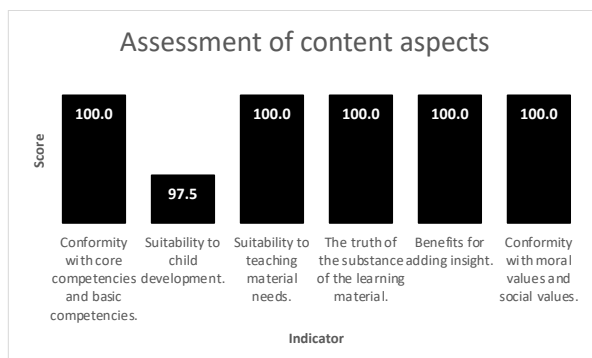 Assessment of content aspects
Score
100.0
97.5
100.0
100.0
100.0
100.0
Conformity
with core
competencies
and basic
competencies.
Suitability to
child
development.
Suitability to
teaching
material
needs.
The truth of
the substance
of the learning
material.
Benefits for
adding insight.
Conformity
with moral
values and
social values.
Indicator